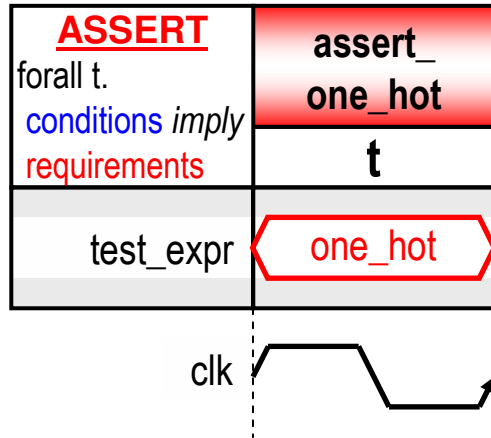 ASSERT
forall t.
conditions imply
requirements
assert_
one_hot
t
test_expr
one_hot
clk